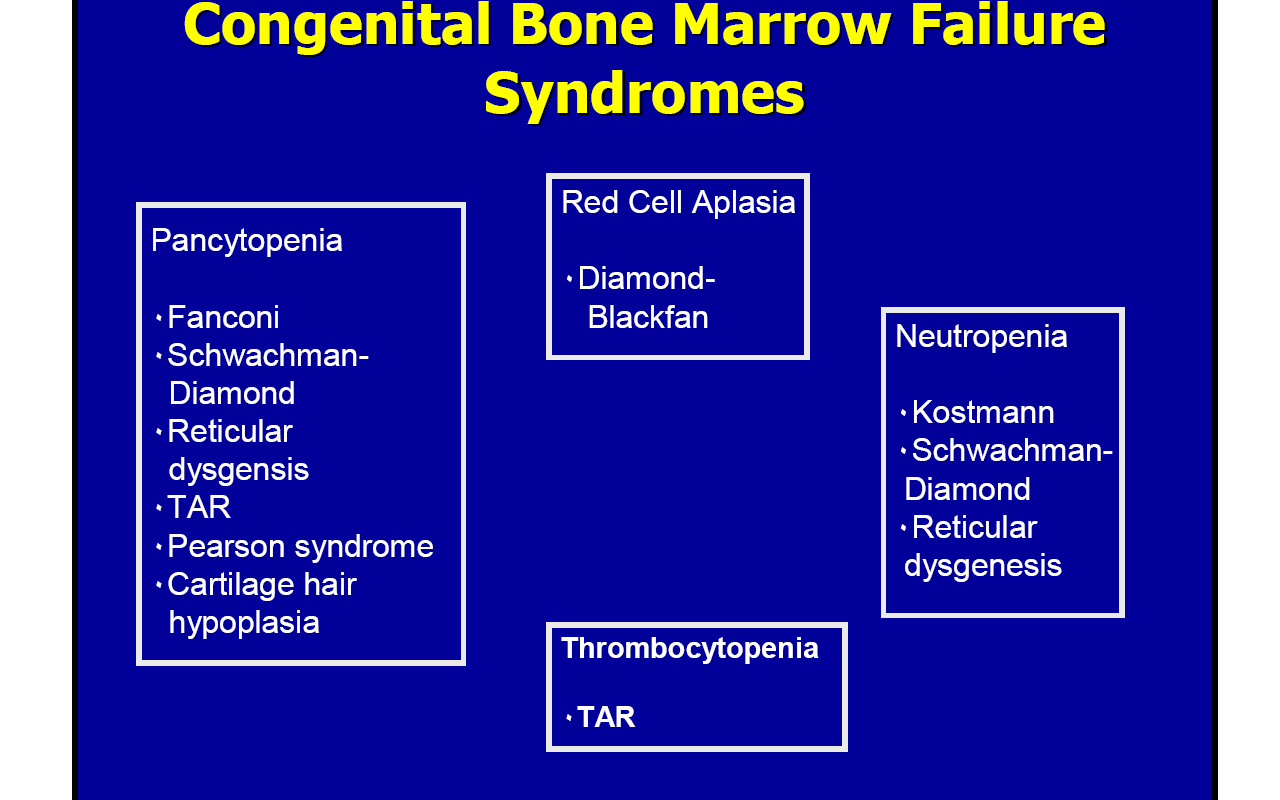 Congenital Bone Marrow Failure
Syndromes
Pancytopenia
·Fanconi
·Schwachman-
Diamond
·Reticular
dysgensis
·TAR
·Pearson syndrome
·Cartilage hair
hypoplasia
Red Cell Aplasia
·Diamond-
Blackfan
Neutropenia
·Kostmann
·Schwachman-
Diamond
·Reticular
dysgenesis
Thrombocytopenia
·TAR